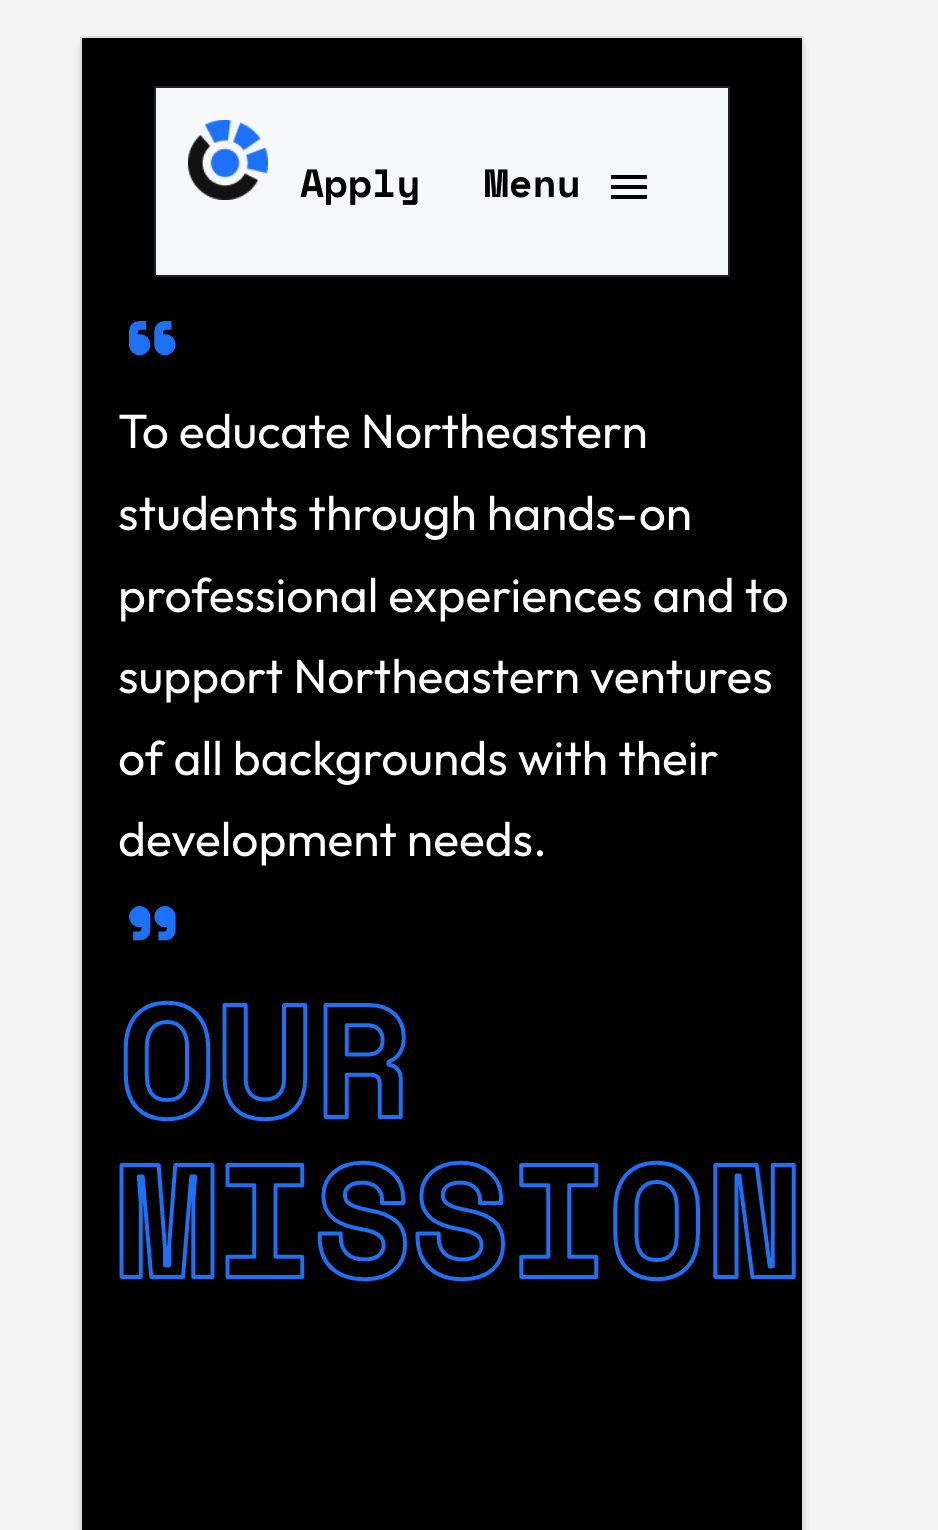 Apply Menu
“
To educate Northeastern
students through hands-on
professional experiences and to
support Northeastern ventures
of all backgrounds with their
development needs.
”
OUR
MISSION